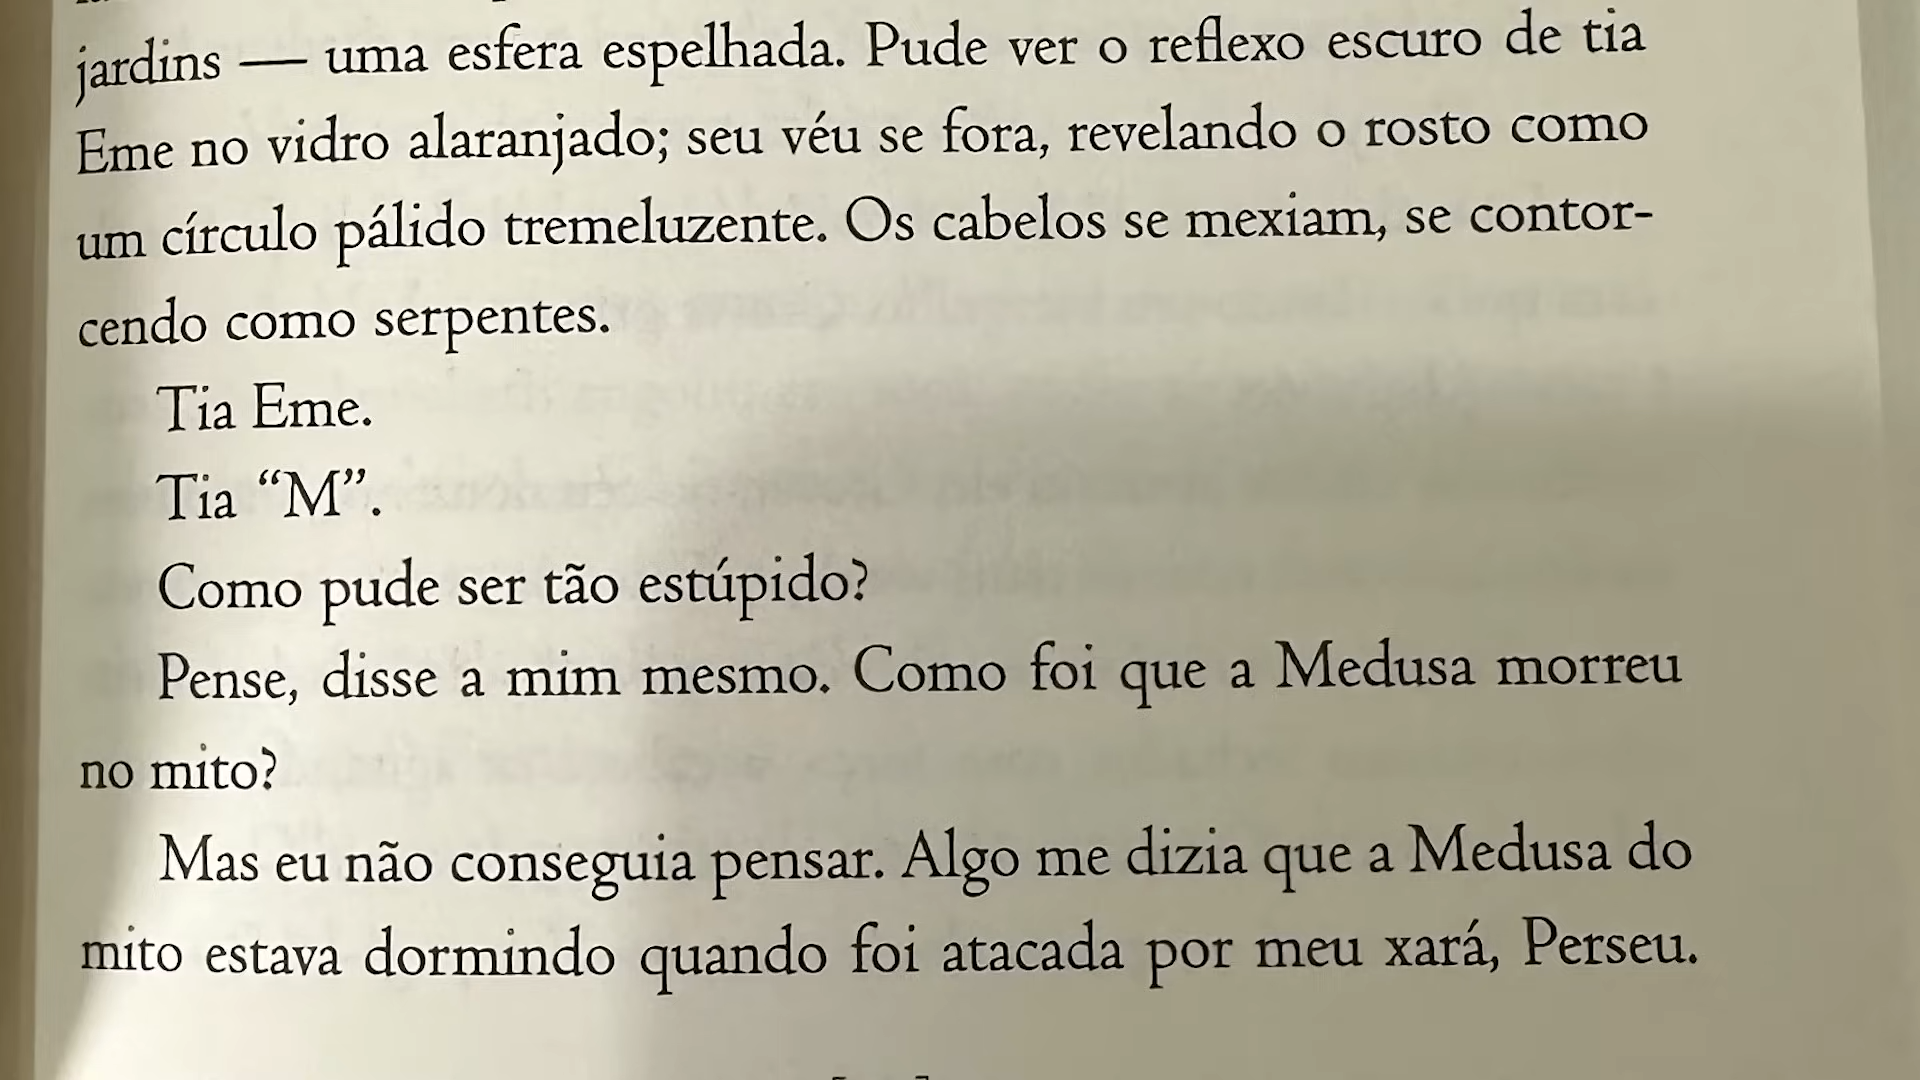 jardins — uma esfera espelhada. Pude ver o reflexo escuro de tia
Eme no vidro alaranjado; seu véu se fora, revelando o rosto como
um círculo pálido tremeluzente. Os cabelos se mexiam, se contor-
cendo como serpentes.
Tia Eme.
Tia “M”.
Como pude ser tão estúpido?
Pense, disse a mim mesmo. Como foi que a Medusa morreu
no mito?
Mas eu não conseguia pensar. Algo me dizia que a Medusa do
mito estava dormindo quando foi atacada por meu xará, Perseu.